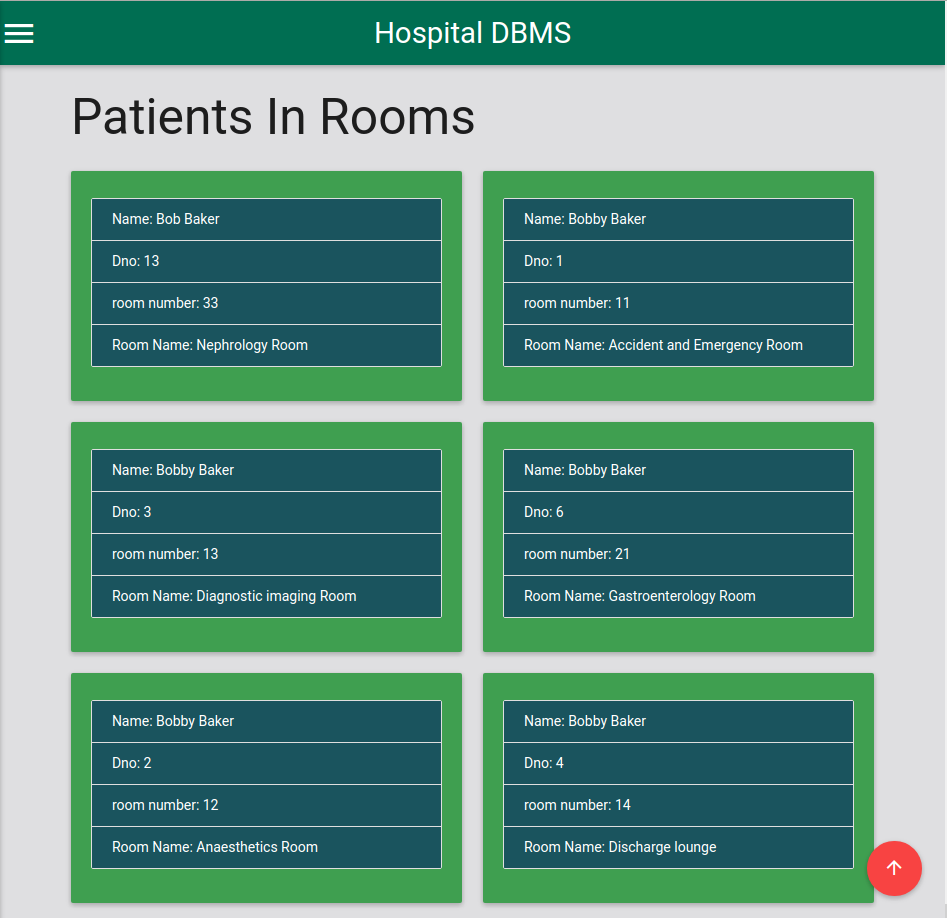 Hospital DBMS
Patients In Rooms
Name: Bob Baker
Dno: 13
room number: 33
Room Name: Nephrology Room
Name: Bobby Baker
Dno: 1
room number: 11
Room Name: Accident and Emergency Room
Name: Bobby Baker
Dno: 3
room number: 13
Room Name: Diagnostic imaging Room
Name: Bobby Baker
Dno: 6
room number: 21
Room Name: Gastroenterology Room
Name: Bobby Baker
Dno: 2
room number: 12
Room Name: Anaesthetics Room
Name: Bobby Baker
Dno: 4
room number: 14
Room Name: Discharge lounge